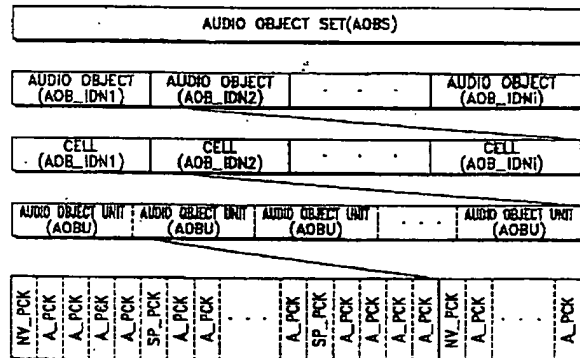 AUDIO OBJECT SET(AOBS)
AUDIO OBJECT AUDIO OBJECT . . . AUDIO OBJECT
(AOB_IDN1) (AOB_IDN2) (AOB_IDNi)
CELL CELL . . . CELL
(AOB_IDN1) (AOB_IDN2) (AOB_IDNi)
AUDIO OBJECT UNIT AUDIO OBJECT UNIT AUDIO OBJECT UNIT . . . AUDIO OBJECT UNIT
(AOBU) (AOBU) (AOBU) (AOBU)
NV_PCK
A_PCK
A_PCK
A_PCK
A_PCK
SP_PCK
A_PCK
A_PCK
. . .
A_PCK
SP_PCK
A_PCK
A_PCK
A_PCK
A_PCK
NV_PCK
A_PCK
. . .
A_PCK